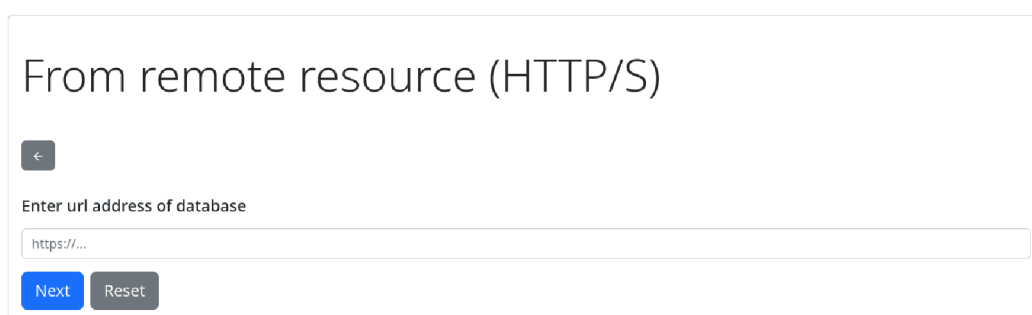 From remote resource (HTTP/S)
←
Enter url address of database
https://...
Next Reset